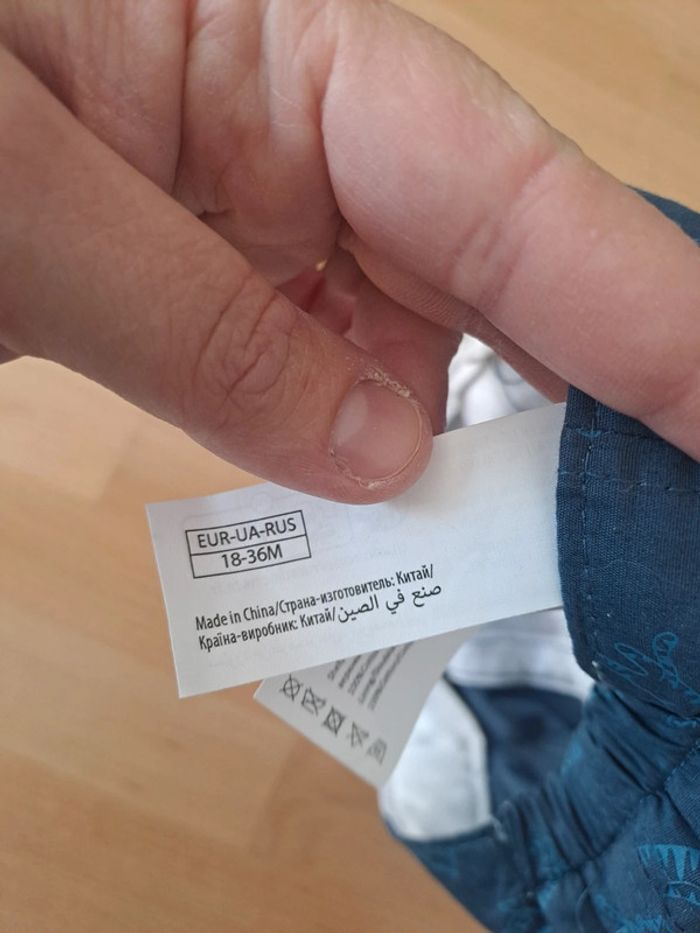 EUR-UA-RUS
18-36M
Made in China/Страна-изготовитель: Китай/
Країна-виробник: Китай/صنع في الصين